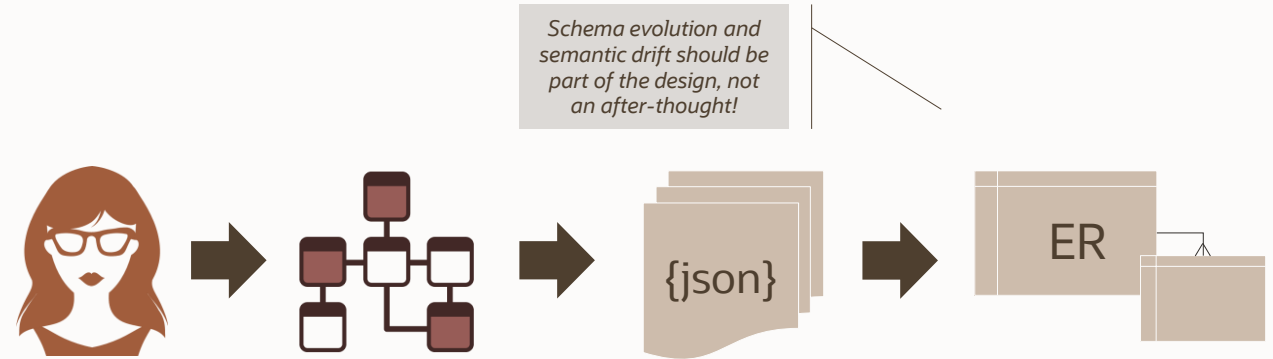 Schema evolution and
semantic drift should be
part of the design, not
an after-thought!
{json}
ER